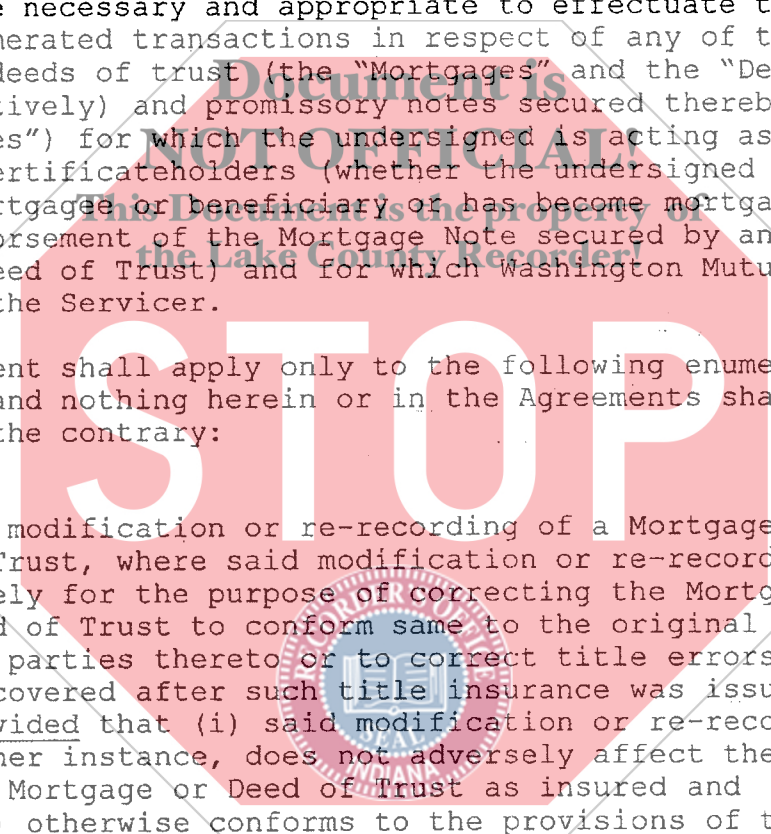 e necessary and appropriate to effectuate t
nerated transactions in respect of any of t
deeds of trust (the "Mortgages" and the "De
tively) and promissory notes secured thereb
es") for which the undersigned is acting as
ertificateholders (whether the undersigned
rtgagee or beneficiary or has become mortga
orsement of the Mortgage Note secured by an
eed of Trust) and for which Washington Mutu
the Servicer.
Document is
NOT OFFICIAL!
This Document is the property of
the Lake County Recorder!
ent shall apply only to the following enume
and nothing herein or in the Agreements sha
the contrary:
STOP
modification or re-recording of a Mortgage
Trust, where said modification or re-record
ely for the purpose of correcting the Mortg
d of Trust to conform same to the original
parties thereto or to correct title errors
covered after such title insurance was issu
vided that (i) said modification or re-reco
her instance, does not adversely affect the
Mortgage or Deed of Trust as insured and
otherwise conforms to the provisions of t
RECORDER'S OFFICE
SEAL
INDIANA